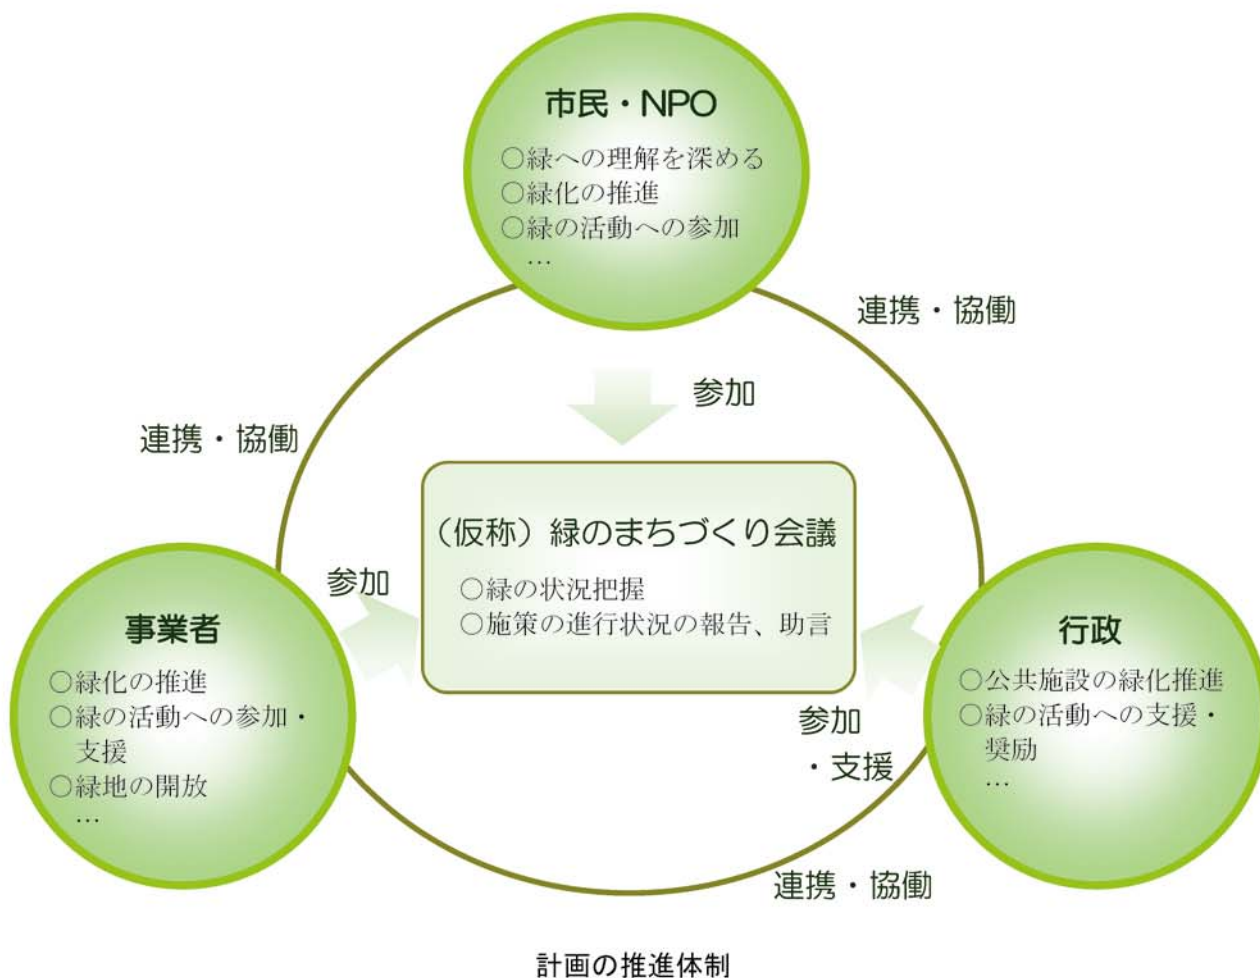 市民・NPO
○緑への理解を深める
○緑化の推進
○緑の活動への参加
…
連携・協働
参加
連携・協働
(仮称)緑のまちづくり会議
○緑の状況把握
○施策の進行状況の報告、助言
参加
事業者
○緑化の推進
○緑の活動への参加・
支援
○緑地の開放
…
行政
○公共施設の緑化推進
○緑の活動への支援・
奨励
…
参加
・支援
連携・協働
計画の推進体制